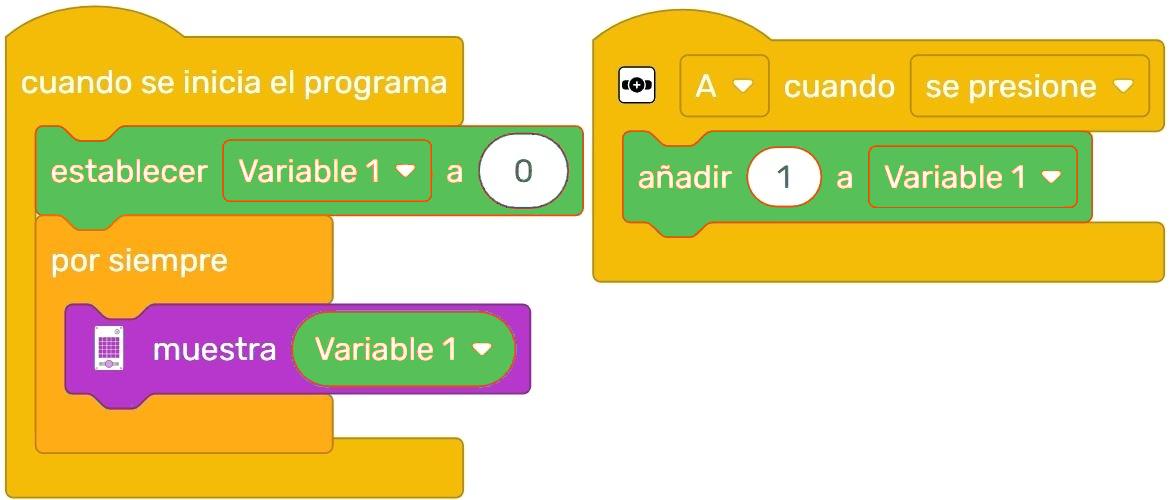 cuando se inicia el programa
establecer Variable 1 a 0
por siempre
muestra Variable 1
A cuando se presione
añadir 1 a Variable 1